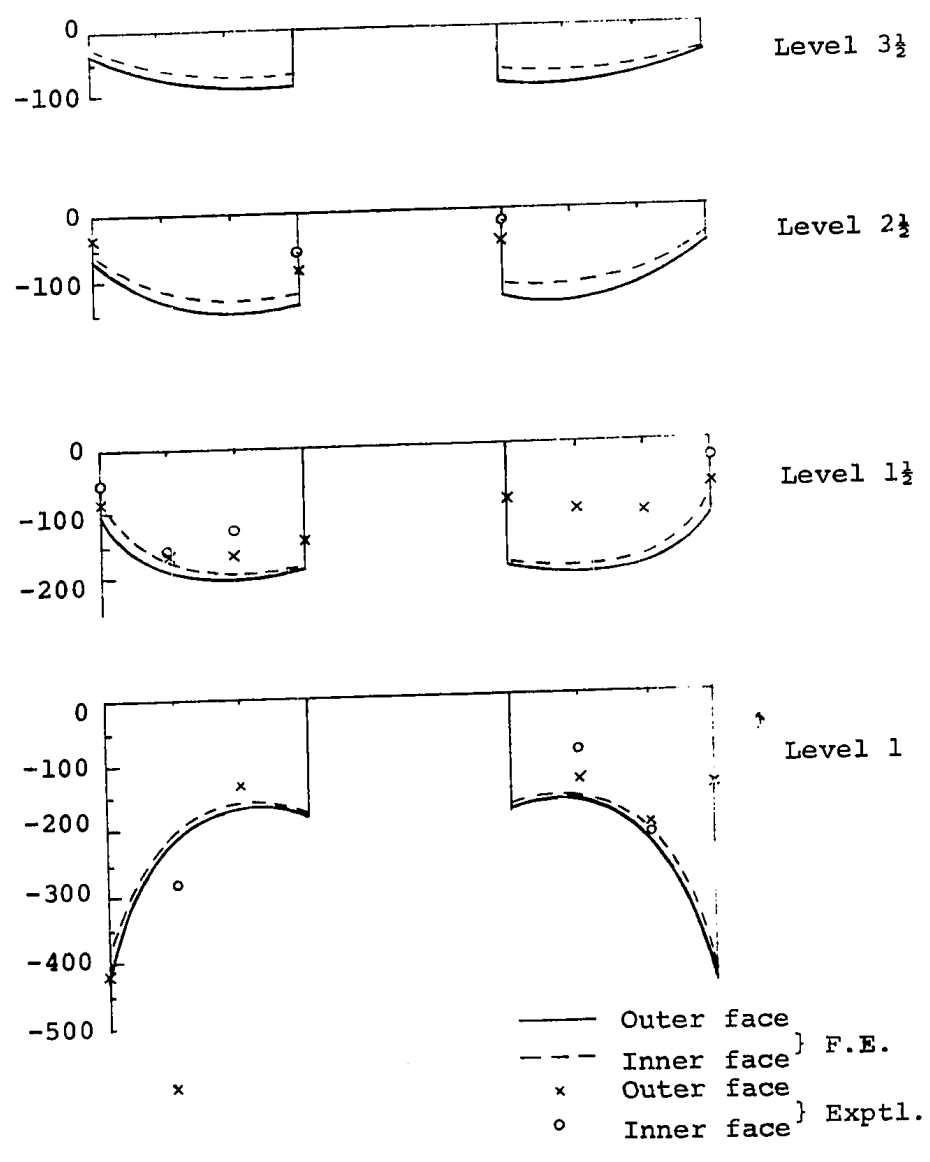 0
-100
Level 3½
0
-100
Level 2½
0
-100
-200
Level 1½
0
-100
-200
-300
-400
-500
Level 1
Outer face
Inner face } F.E.
x Outer face
o Inner face } Exptl.